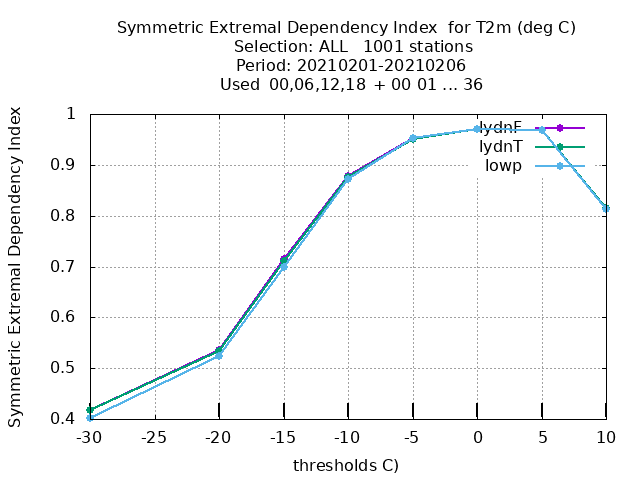 Symmetric Extremal Dependency Index  for T2m (deg C)
Selection: ALL   1001 stations
Period: 20210201-20210206
Used  00,06,12,18  + 00 01 ... 36
Symmetric Extremal Dependency Index
1
0.9
0.8
0.7
0.6
0.5
0.4
lydnF
lydnT
lowp
-30 -25 -20 -15 -10 -5 0 5 10
thresholds C)